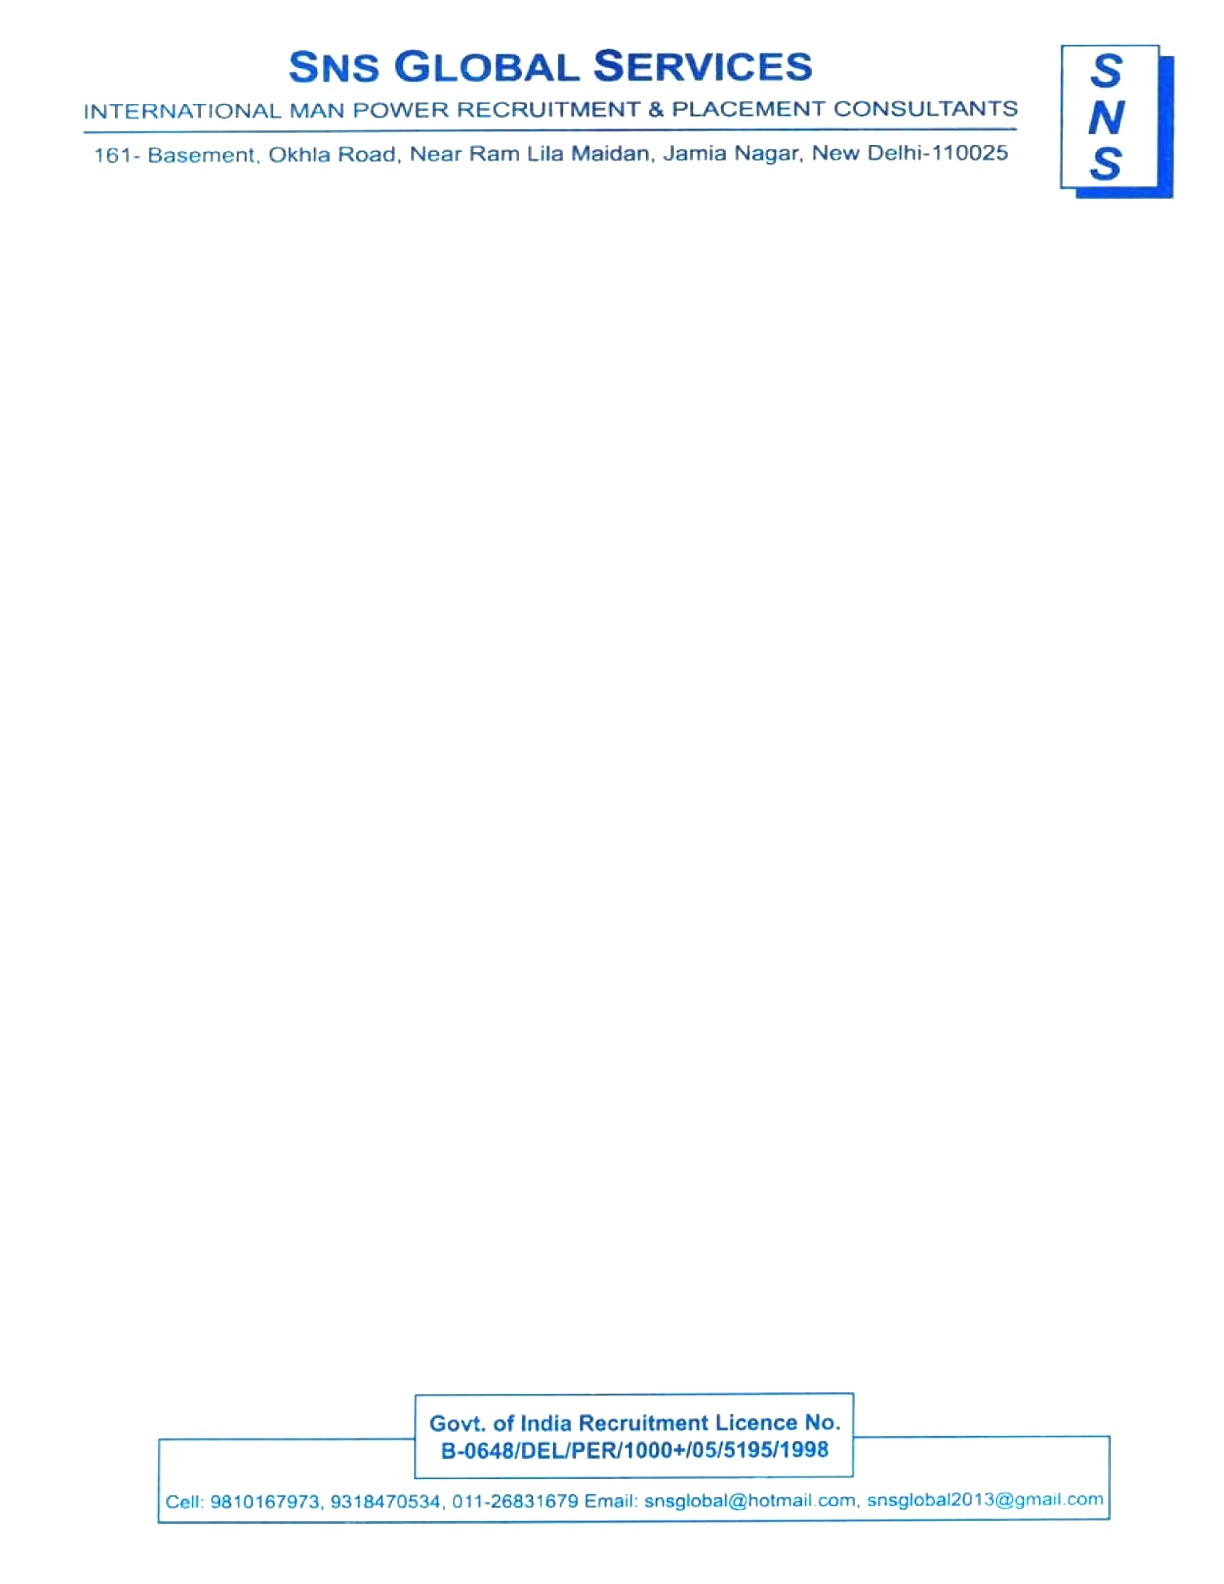 SNS GLOBAL SERVICES
INTERNATIONAL MAN POWER RECRUITMENT & PLACEMENT CONSULTANTS
161- Basement, Okhla Road, Near Ram Lila Maidan, Jamia Nagar, New Delhi-110025
S
N
S
Govt. of India Recruitment Licence No.
B-0648/DEL/PER/1000+/05/5195/1998
Cell: 9810167973, 9318470534, 011-26831679 Email: snsglobal@hotmail.com, snsglobal2013@gmail.com